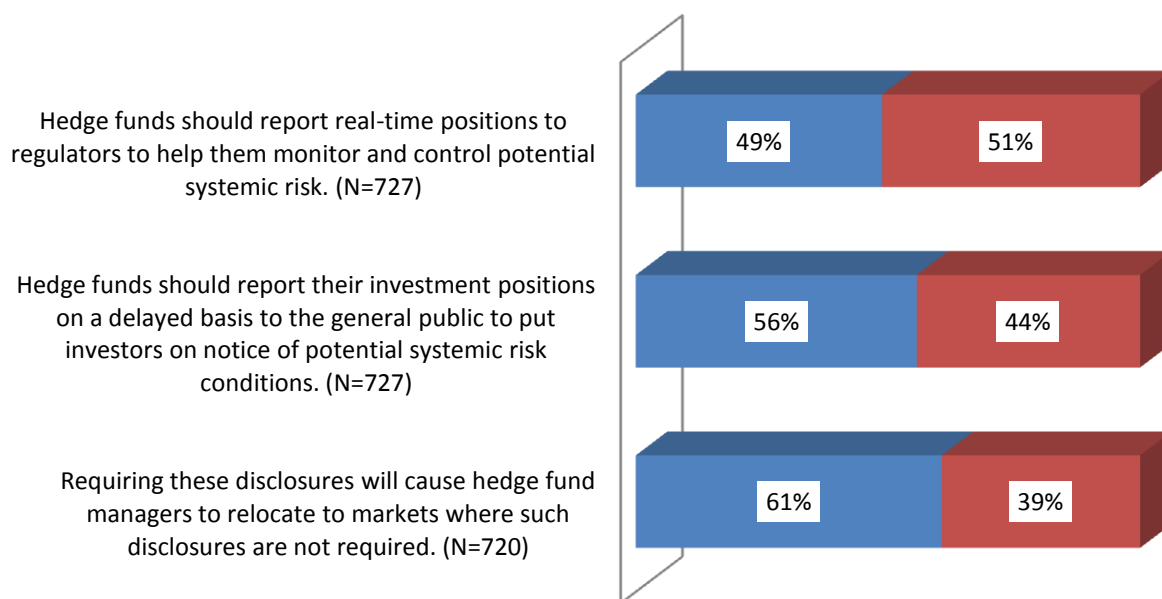 Hedge funds should report real-time positions to
regulators to help them monitor and control potential
systemic risk. (N=727)
49%
51%
Hedge funds should report their investment positions
on a delayed basis to the general public to put
investors on notice of potential systemic risk
conditions. (N=727)
56%
44%
Requiring these disclosures will cause hedge fund
managers to relocate to markets where such
disclosures are not required. (N=720)
61%
39%